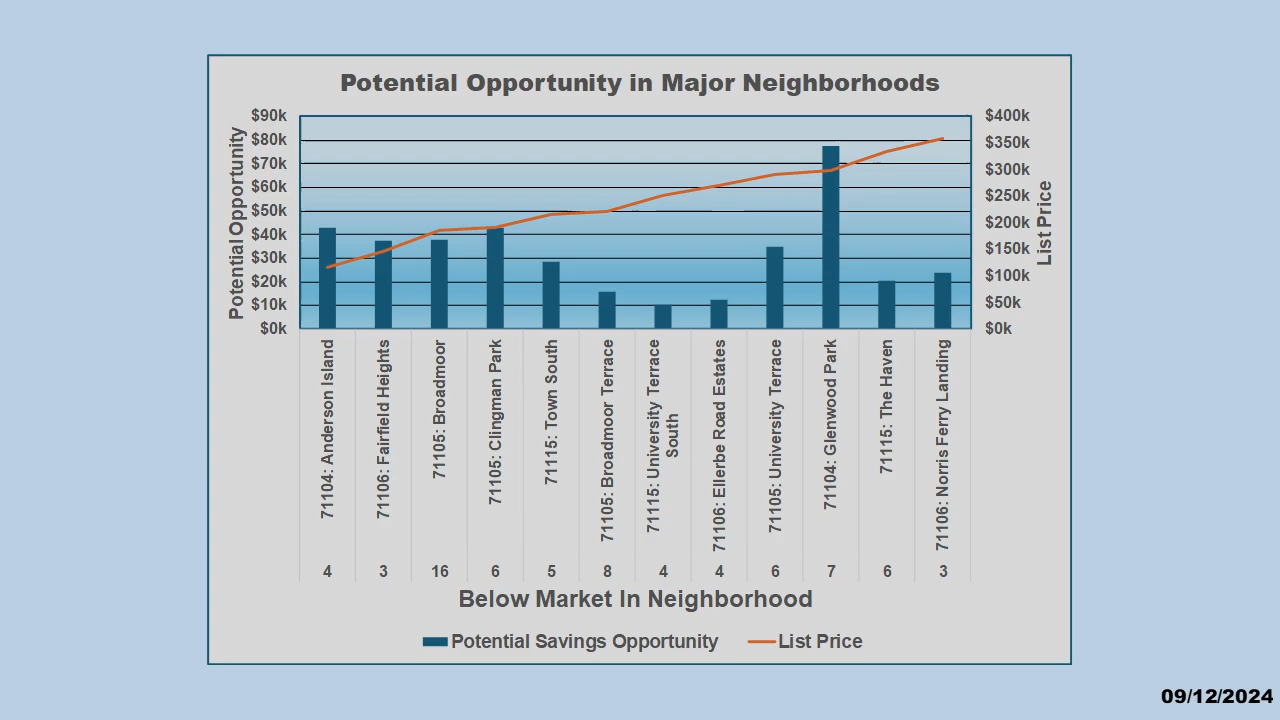 Potential Opportunity in Major Neighborhoods
$90k
$80k
$70k
$60k
$50k
$40k
$30k
$20k
$10k
$0k
Potential Opportunity
$400k
$350k
$300k
$250k
$200k
$150k
$100k
$50k
$0k
List Price
71104: Anderson Island
71106: Fairfield Heights
71105: Broadmoor
71105: Clingman Park
71115: Town South
71105: Broadmoor Terrace
71115: University Terrace
South
71106: Ellerbe Road Estates
71105: University Terrace
71104: Glenwood Park
71115: The Haven
71106: Norris Ferry Landing
4 3 16 6 5 8 4 4 6 7 6 3
Below Market In Neighborhood
Potential Savings Opportunity List Price
09/12/2024